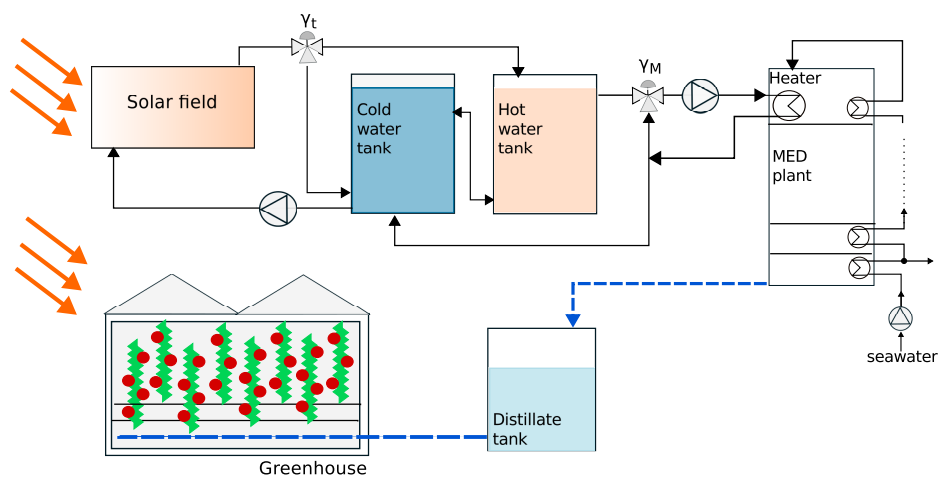 γt
Solar field
Cold
water
tank
Hot
water
tank
γM
Heater
MED
plant
seawater
Distillate
tank
Greenhouse